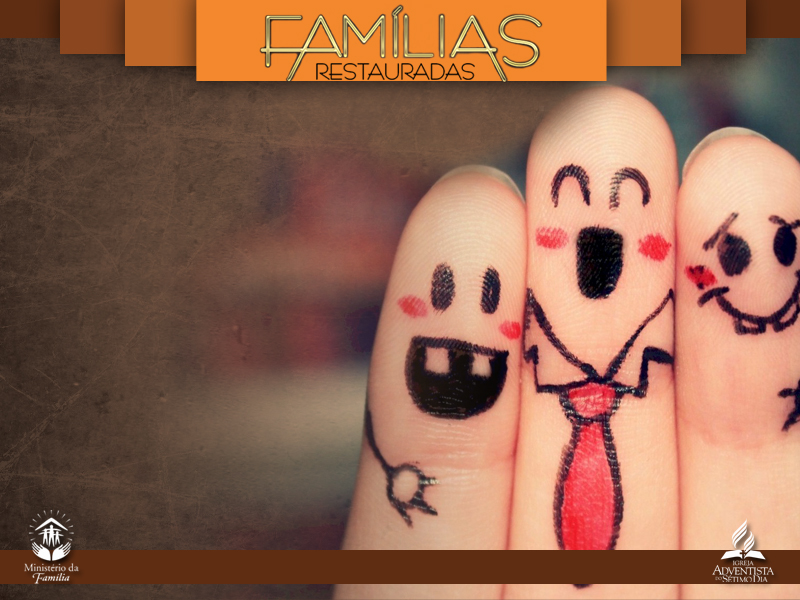 FAMÍLIAS
RESTAURADAS
Ministério da
Família
IGREJA
ADVENTISTA
DO SÉTIMO DIA